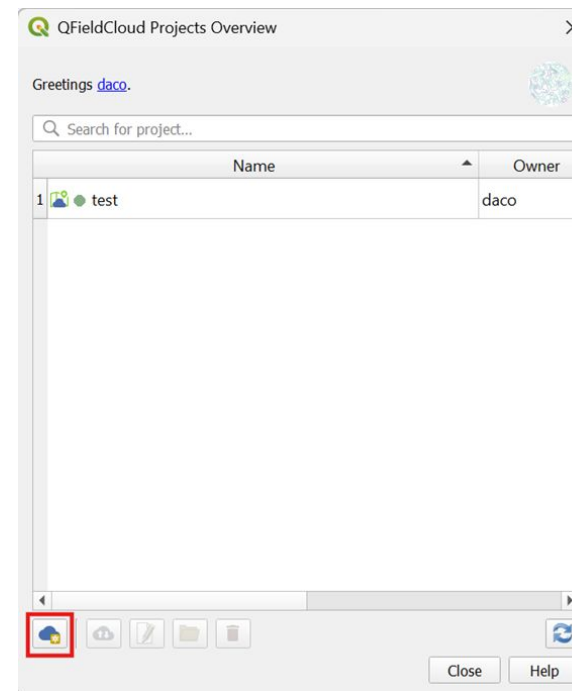 QFieldCloud Projects Overview
Greetings daco.
Search for project...
Name Owner
1 test daco
Close Help